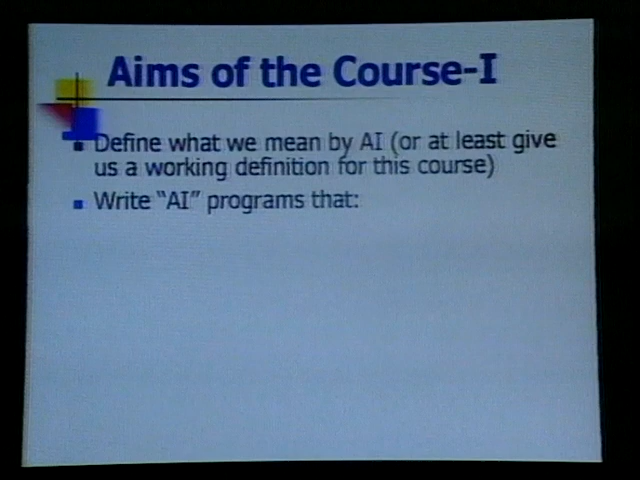 Aims of the Course-I
Define what we mean by AI (or at least give
us a working definition for this course)
Write “AI” programs that: